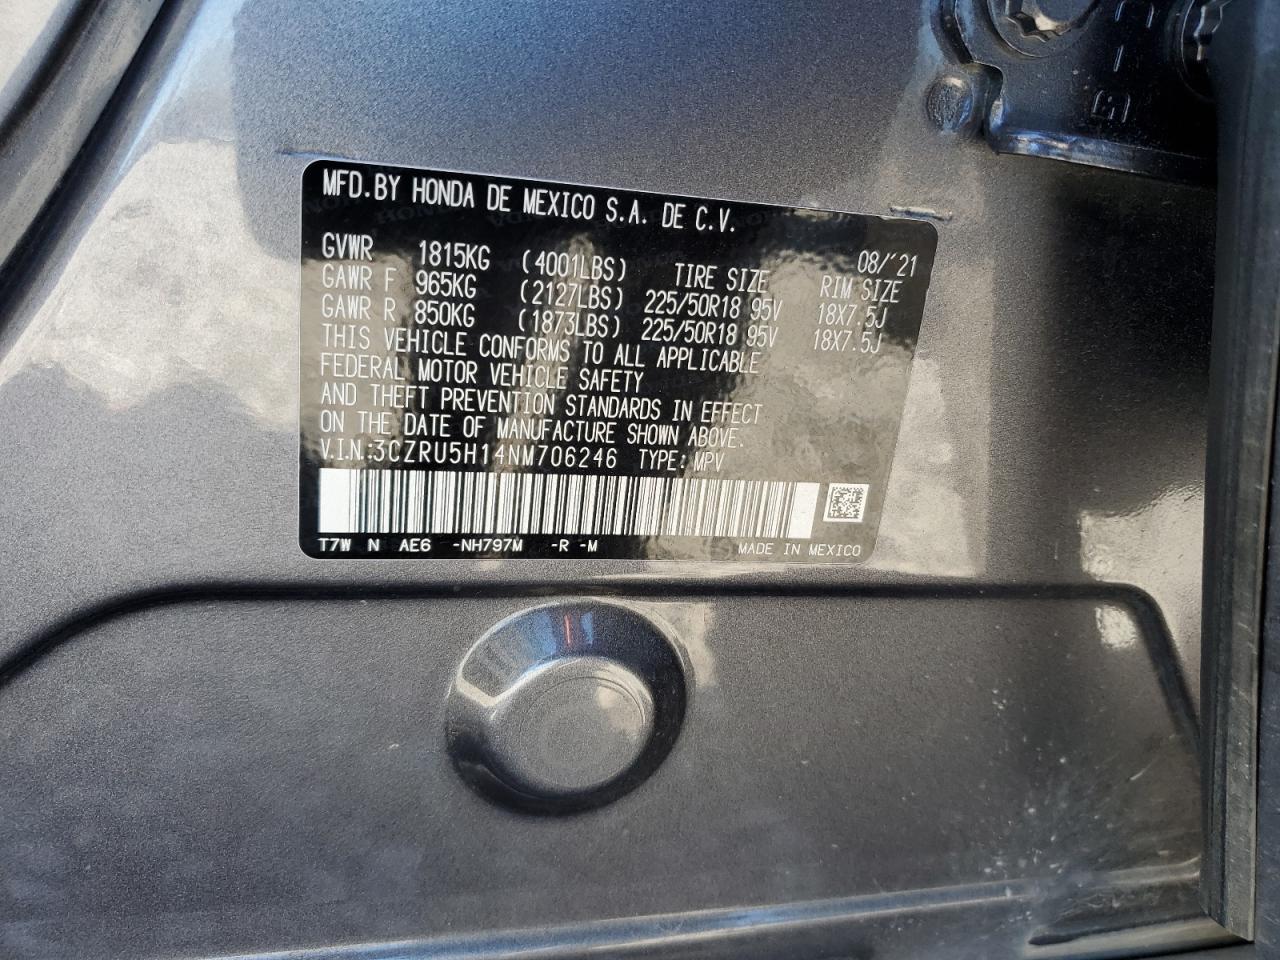 MFD.BY HONDA DE MEXICO S.A. DE C.V.
08/'21
GVWR 1815KG (4001LBS) TIRE SIZE RIM SIZE
GAWR F 965KG (2127LBS) 225/50R18 95V 18X7.5J
GAWR R 850KG (1873LBS) 225/50R18 95V 18X7.5J
THIS VEHICLE CONFORMS TO ALL APPLICABLE
FEDERAL MOTOR VEHICLE SAFETY
AND THEFT PREVENTION STANDARDS IN EFFECT
ON THE DATE OF MANUFACTURE SHOWN ABOVE.
V.I.N.:3CZRU5H14NM706246 TYPE: MPV
T7W N AE6 -NH797M -R -M MADE IN MEXICO